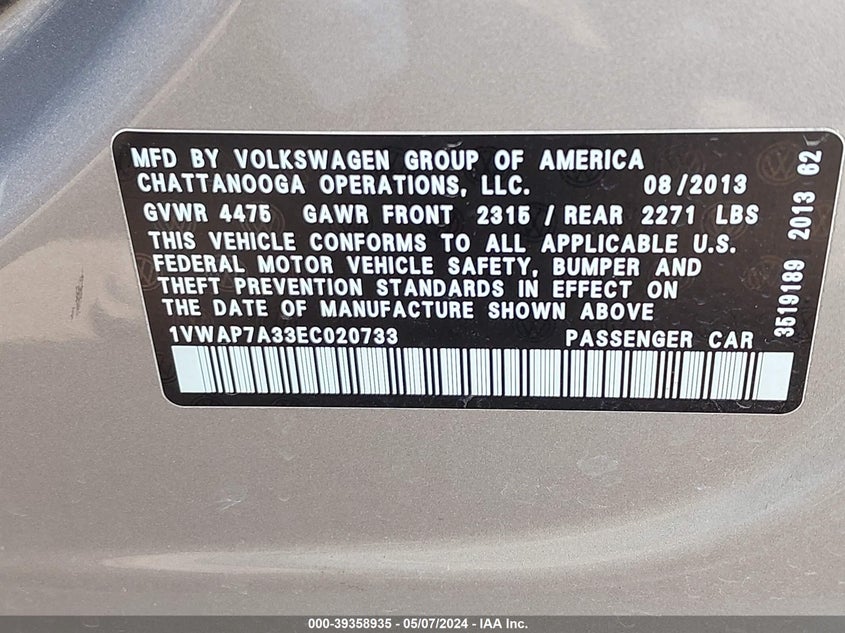 MFD BY VOLKSWAGEN GROUP OF AMERICA
CHATTANOOGA OPERATIONS, LLC. 08/2013
GVWR 4475 GAWR FRONT 2315 / REAR 2271 LBS
THIS VEHICLE CONFORMS TO ALL APPLICABLE U.S.
FEDERAL MOTOR VEHICLE SAFETY, BUMPER AND
THEFT PREVENTION STANDARDS IN EFFECT ON
THE DATE OF MANUFACTURE SHOWN ABOVE
1VWAP7A33EC020733 PASSENGER CAR
3519189 2013 62
000-39358935 - 05/07/2024 - IAA Inc.